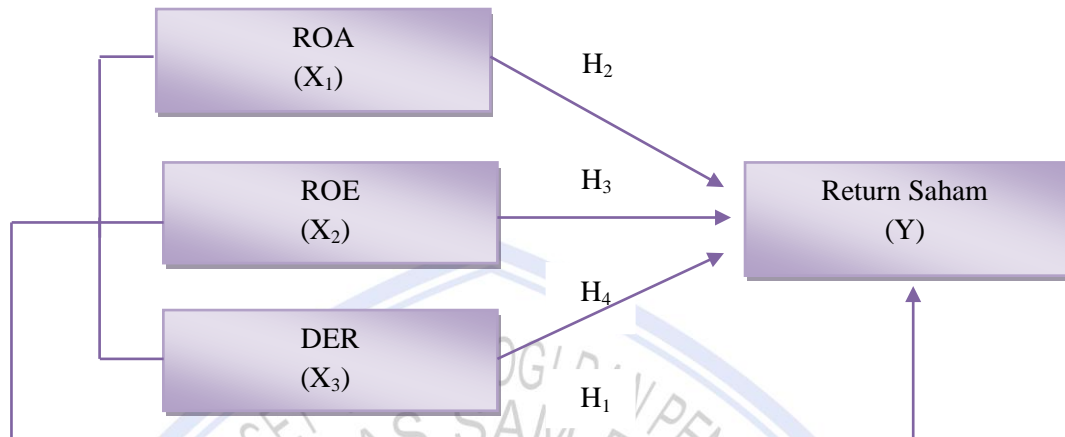 ROA
(X₁)
H₂
ROE
(X₂)
H₃
Return Saham
(Y)
DER
(X₃)
H₄
H₁